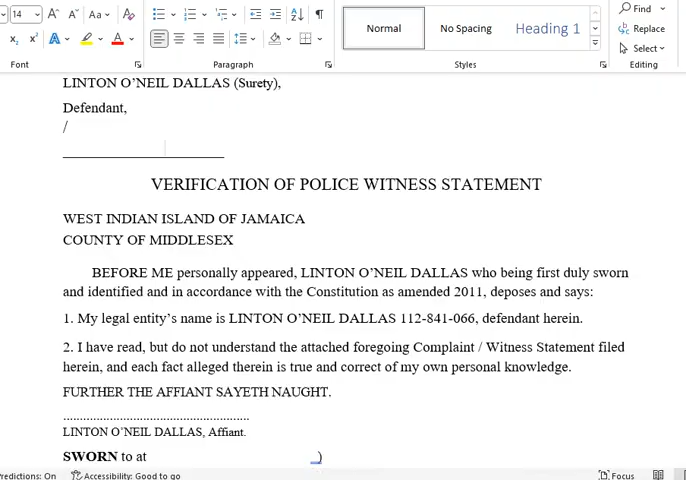 14
Aa
A
Find
Normal
No Spacing
Heading 1
Replace
x₂ x² A A
Select
Font
Paragraph
Styles
Editing
LINTON O’NEIL DALLAS (Surety),
Defendant,
/
VERIFICATION OF POLICE WITNESS STATEMENT
WEST INDIAN ISLAND OF JAMAICA
COUNTY OF MIDDLESEX
BEFORE ME personally appeared, LINTON O’NEIL DALLAS who being first duly sworn
and identified and in accordance with the Constitution as amended 2011, deposes and says:
1. My legal entity’s name is LINTON O’NEIL DALLAS 112-841-066, defendant herein.
2. I have read, but do not understand the attached foregoing Complaint / Witness Statement filed
herein, and each fact alleged therein is true and correct of my own personal knowledge.
FURTHER THE AFFIANT SAYETH NAUGHT.
........................................................
LINTON O’NEIL DALLAS, Affiant.
SWORN to at _)
redictions: On
Accessibility: Good to go
Focus